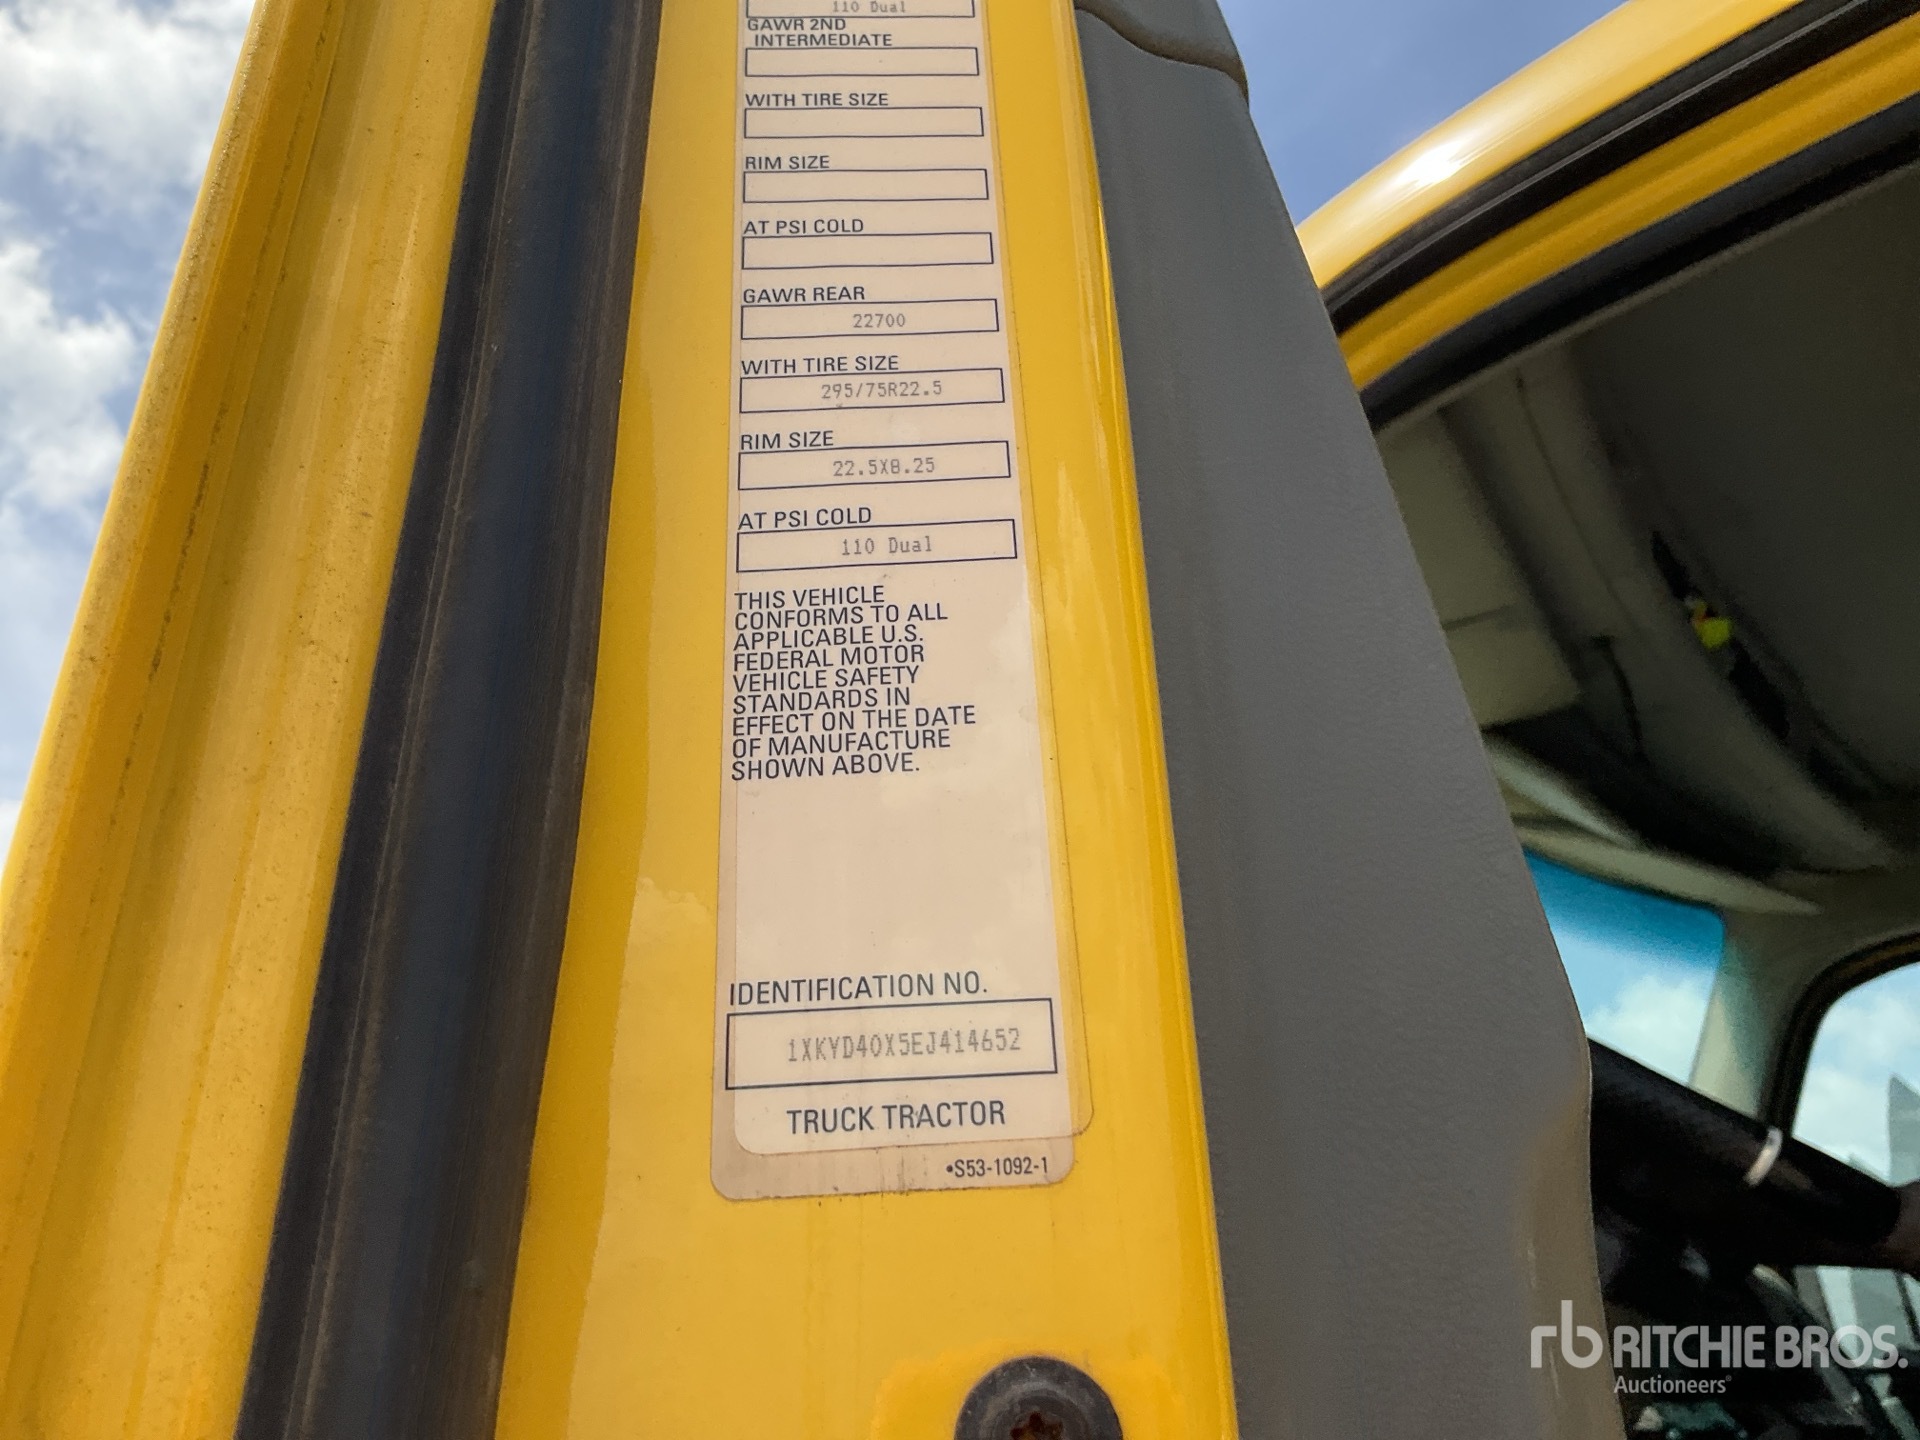 110 Dual
GAWR 2ND
INTERMEDIATE
WITH TIRE SIZE
RIM SIZE
AT PSI COLD
GAWR REAR
22700
WITH TIRE SIZE
295/75R22.5
RIM SIZE
22.5X8.25
AT PSI COLD
110 Dual
THIS VEHICLE
CONFORMS TO ALL
APPLICABLE U.S.
FEDERAL MOTOR
VEHICLE SAFETY
STANDARDS IN
EFFECT ON THE DATE
OF MANUFACTURE
SHOWN ABOVE.
IDENTIFICATION NO.
1XKYD40X5EJ414652
TRUCK TRACTOR
•S53-1092-1
rb RITCHIE BROS.
Auctioneers